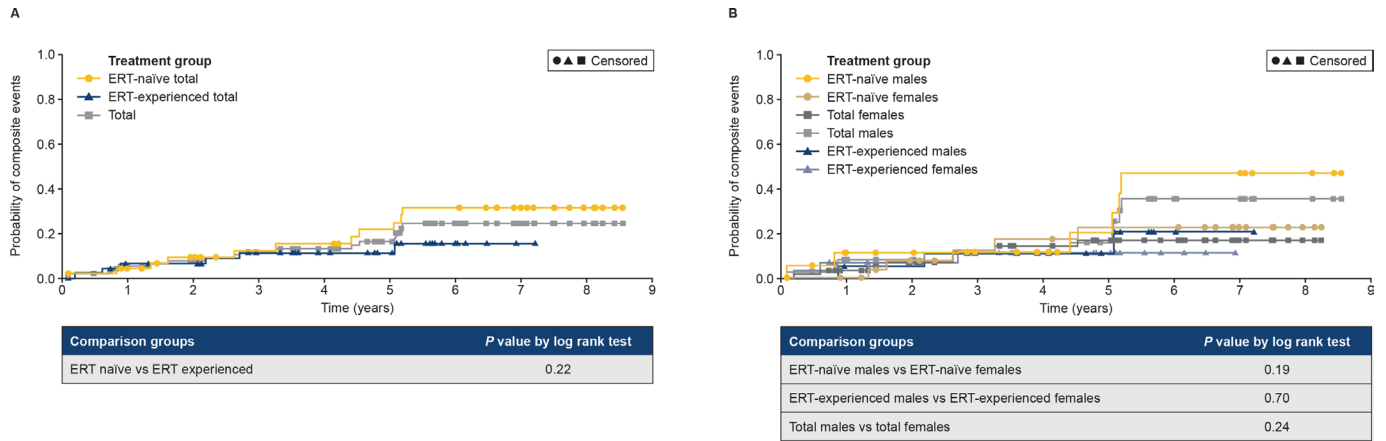 A
Probability of composite events
1.0
0.8
0.6
0.4
0.2
0.0
Treatment group
ERT-naïve total
ERT-experienced total
Total
Censored
0 1 2 3 4 5 6 7 8 9
Time (years)
Comparison groups P value by log rank test
ERT naïve vs ERT experienced 0.22
B
Probability of composite events
1.0
0.8
0.6
0.4
0.2
0.0
Treatment group
ERT-naïve males
ERT-naïve females
Total females
Total males
ERT-experienced males
ERT-experienced females
Censored
0 1 2 3 4 5 6 7 8 9
Time (years)
Comparison groups P value by log rank test
ERT-naïve males vs ERT-naïve females 0.19
ERT-experienced males vs ERT-experienced females 0.70
Total males vs total females 0.24